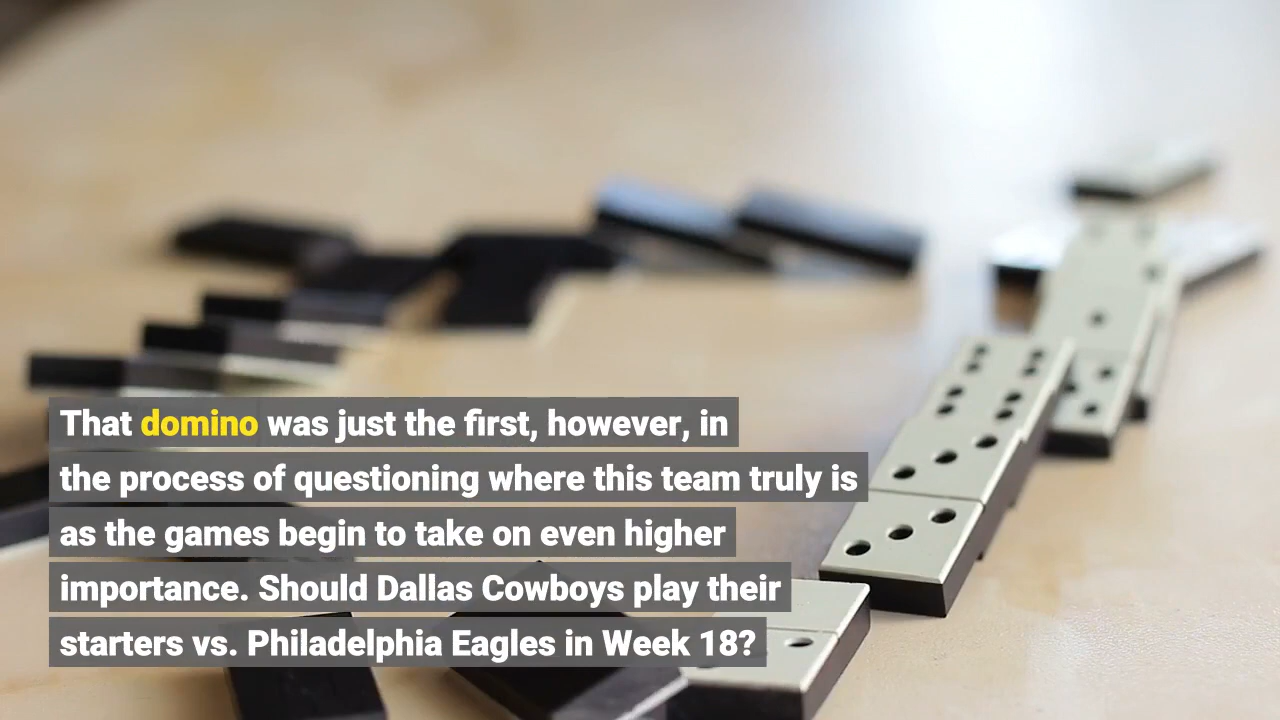 That domino was just the first, however, in
the process of questioning where this team truly is
as the games begin to take on even higher
importance. Should Dallas Cowboys play their
starters vs. Philadelphia Eagles in Week 18?